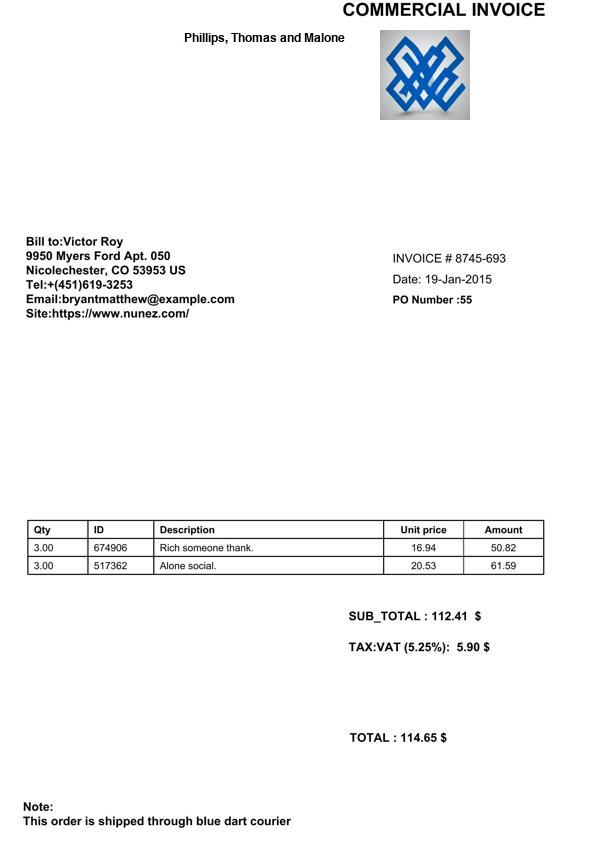 COMMERCIAL INVOICE
Phillips, Thomas and Malone
Bill to:Victor Roy
9950 Myers Ford Apt. 050
Nicolechester, CO 53953 US
Tel:+(451)619-3253
Email:bryantmatthew@example.com
Site:https://www.nunez.com/
INVOICE # 8745-693
Date: 19-Jan-2015
PO Number :55
Qty ID Description Unit price Amount
3.00 674906 Rich someone thank. 16.94 50.82
3.00 517362 Alone social. 20.53 61.59
SUB_TOTAL : 112.41 $
TAX:VAT (5.25%): 5.90 $
TOTAL : 114.65 $
Note:
This order is shipped through blue dart courier